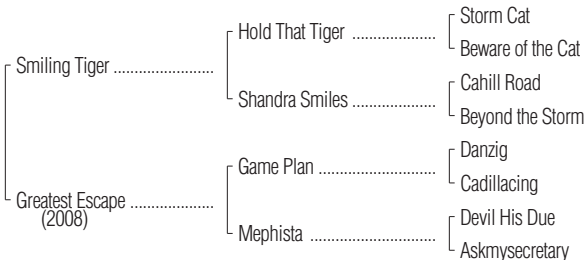 Storm Cat
Hold That Tiger ....................
Beware of the Cat
Smiling Tiger ........................
Cahill Road
Shandra Smiles ....................
Beyond the Storm
Danzig
Game Plan ............................
Cadillacing
Greatest Escape ....................
(2008)
Devil His Due
Mephista ..............................
Askmysecretary